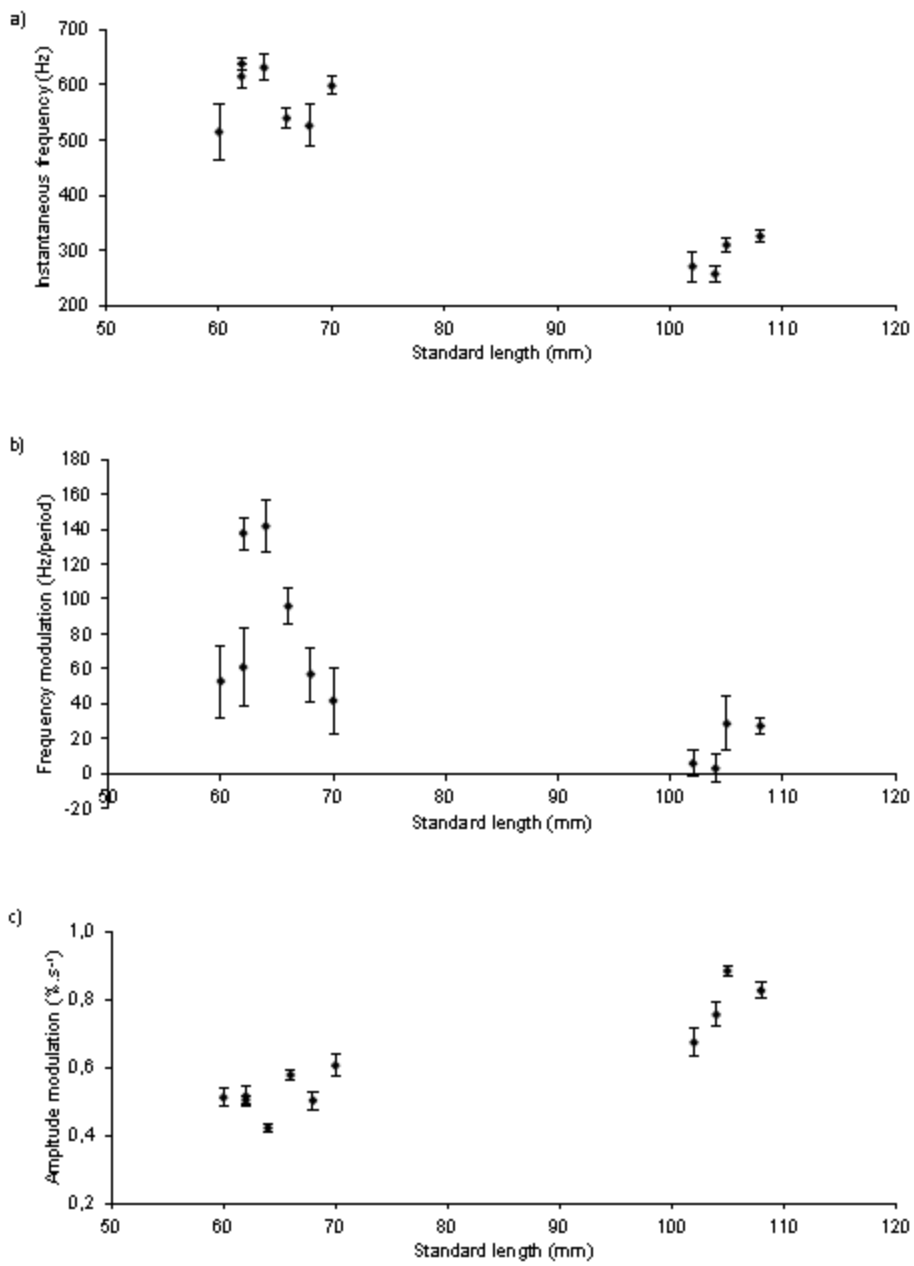 a)
Instantaneous frequency (Hz)
700
600
500
400
300
200
50 60 70 80 90 100 110 120
Standard length (mm)
b)
Frequency modulation (Hz/period)
180
160
140
120
100
80
60
40
20
0
-20
50 60 70 80 90 100 110 120
Standard length (mm)
c)
Ampltude modulation (%.s-¹)
1,0
0,8
0,6
0,4
0,2
50 60 70 80 90 100 110 120
Standard length (mm)